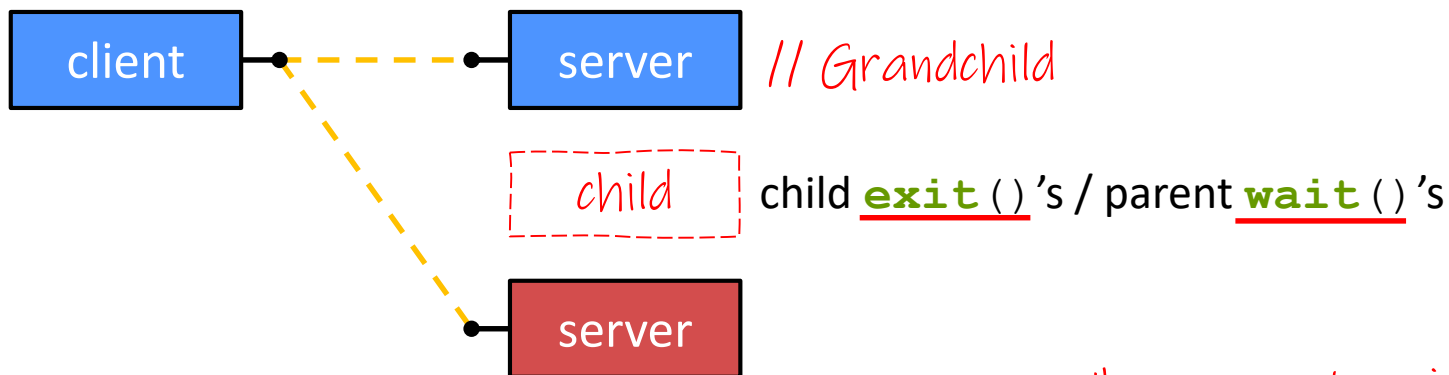 client
server // Grandchild
child child exit()’s / parent wait()’s
server